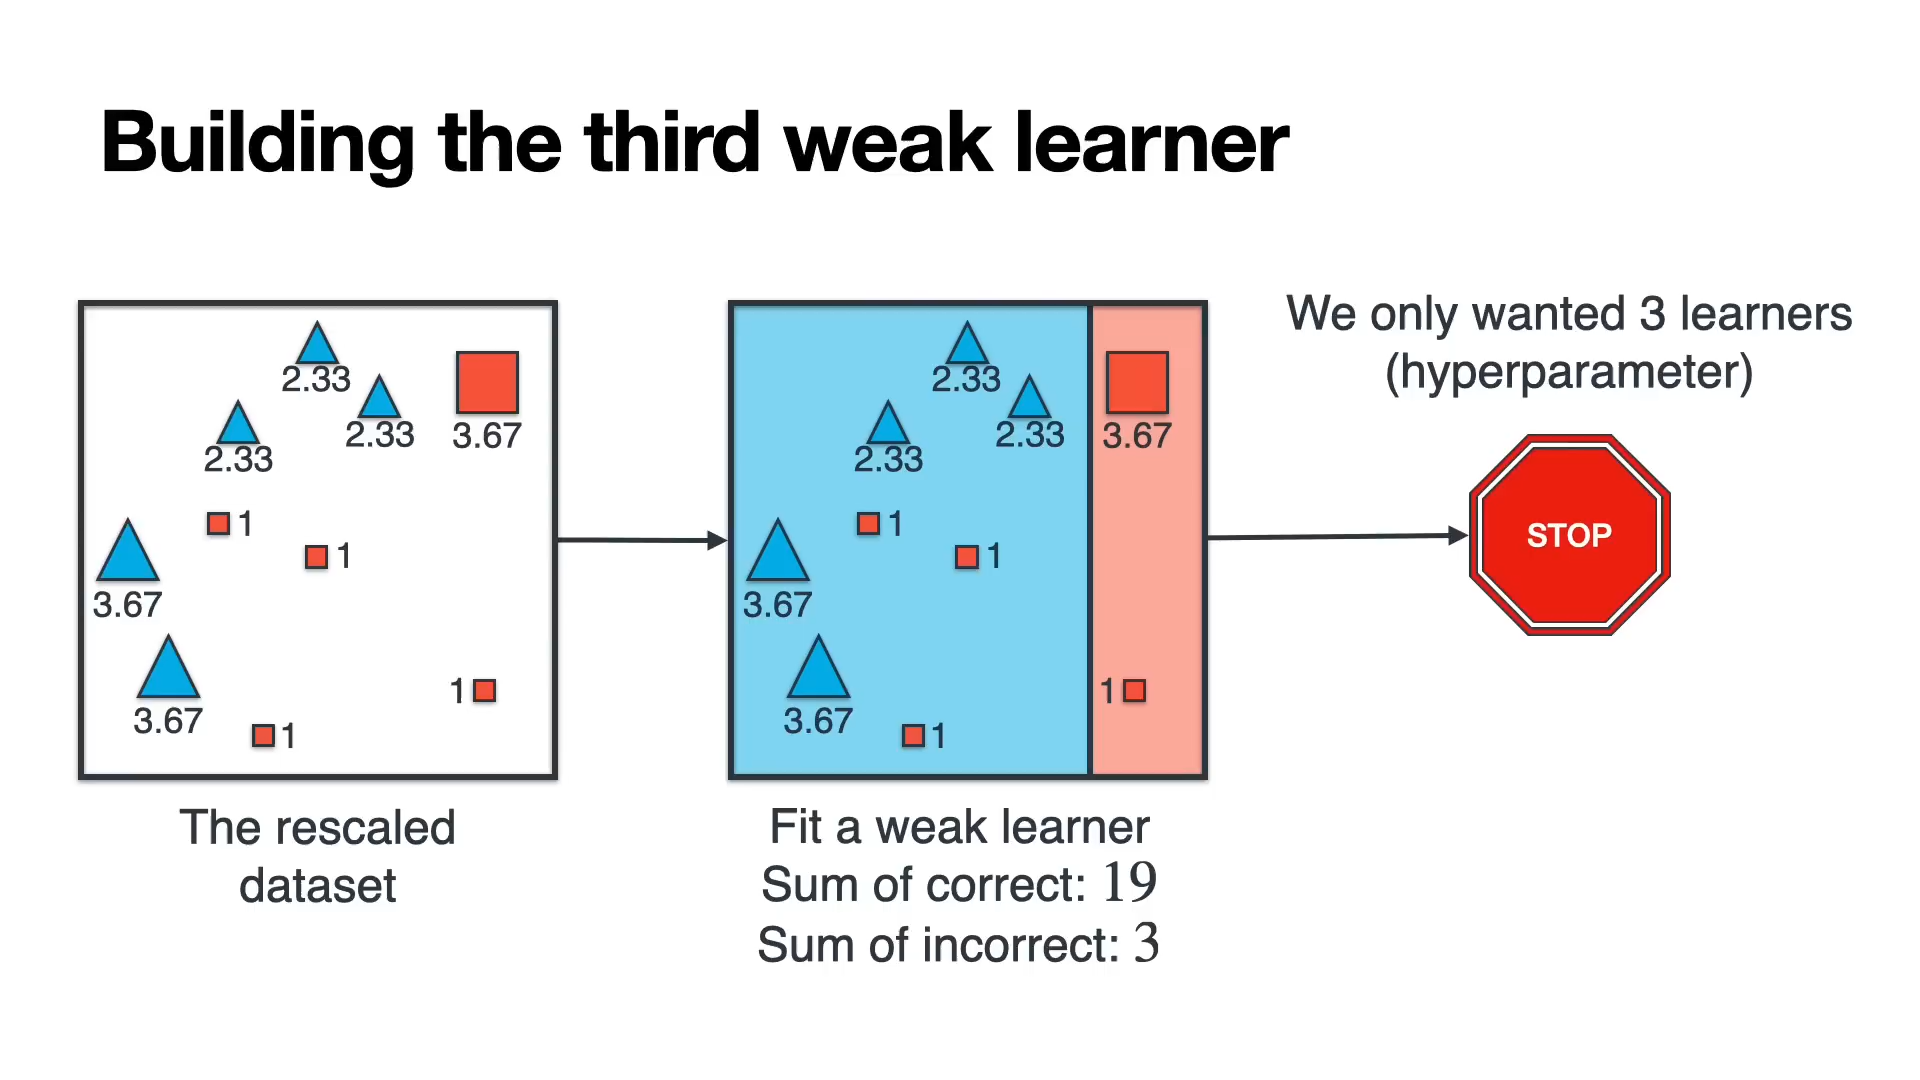 Building the third weak learner
We only wanted 3 learners
(hyperparameter)
2.33
2.33
3.67
2.33
1
1
3.67
3.67
1
1
2.33
2.33
3.67
2.33
1
1
3.67
3.67
1
1
STOP
The rescaled
dataset
Fit a weak learner
Sum of correct: 19
Sum of incorrect: 3